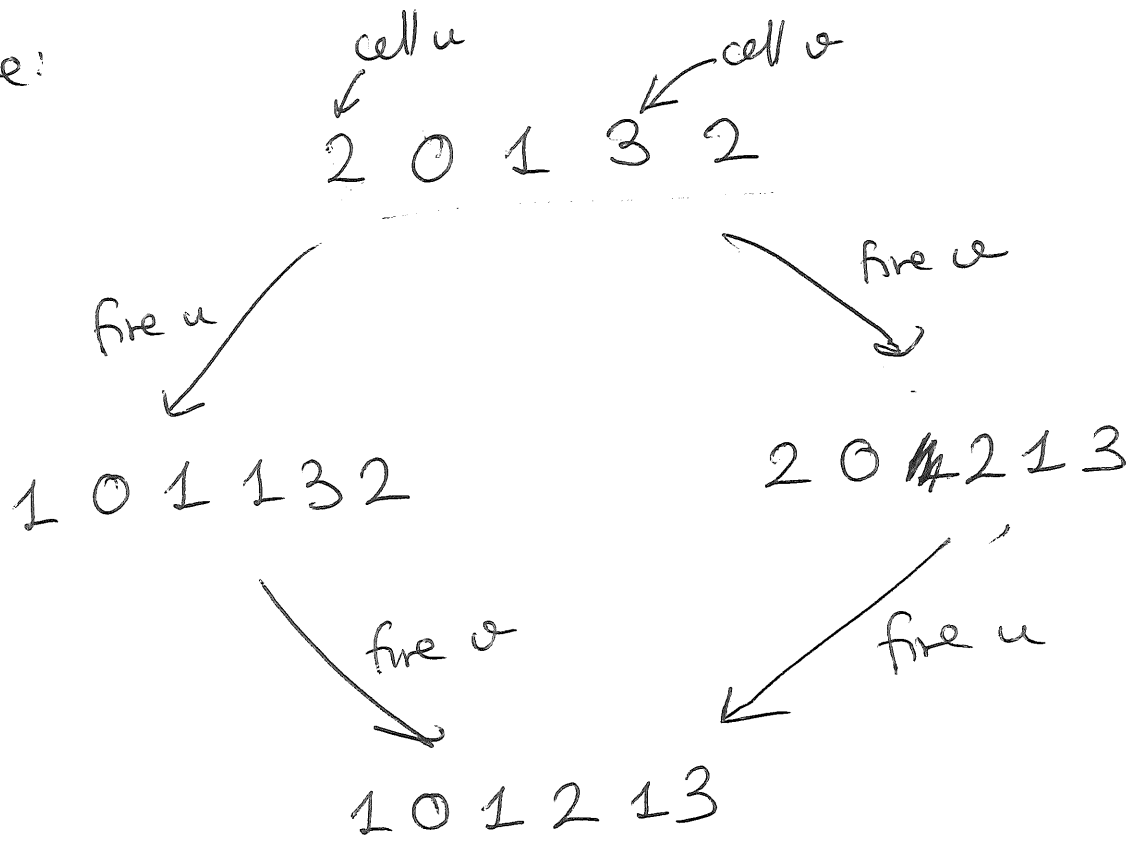 e:
cell u cell v
2 0 1 3 2
fire u fire v
1 0 1 1 3 2 2 0 2 1 3
fire v fire u
1 0 1 2 1 3